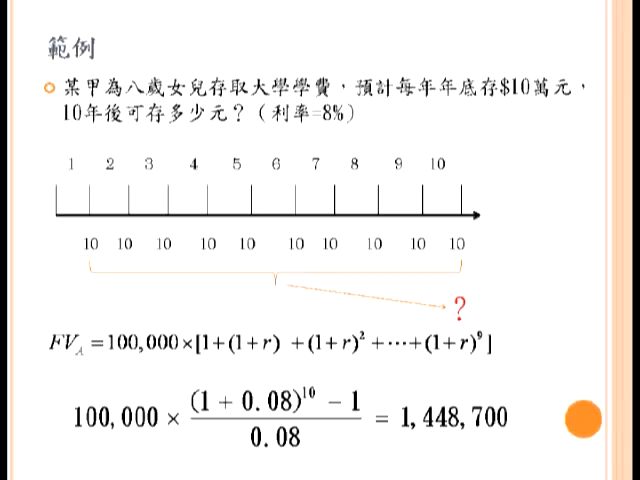 範例
某甲為八歲女兒存取大學學費，預計每年年底存$10萬元，
10年後可存多少元？（利率=8%）
1 2 3 4 5 6 7 8 9 10
10 10 10 10 10 10 10 10 10 10
?
FV_A = 100,000×[1+(1+r) +(1+r)²+⋯+(1+r)⁹]
100,000 × ((1 + 0.08)¹⁰ − 1) / 0.08 = 1,448,700